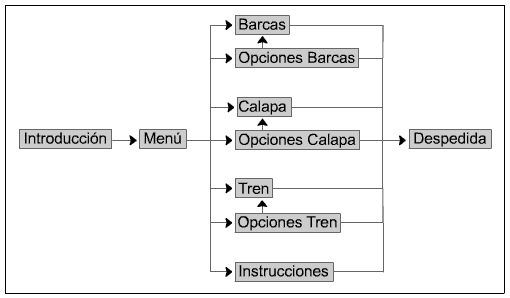 Introducción
Menú
Barcas
Opciones Barcas
Calapa
Opciones Calapa
Tren
Opciones Tren
Instrucciones
Despedida